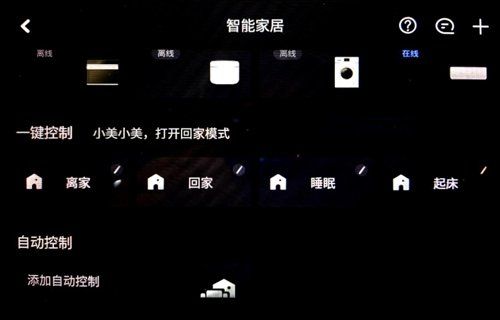 智能家居
离线 离线 离线 在线
一键控制 小美小美，打开回家模式
离家 回家 睡眠 起床
自动控制
添加自动控制